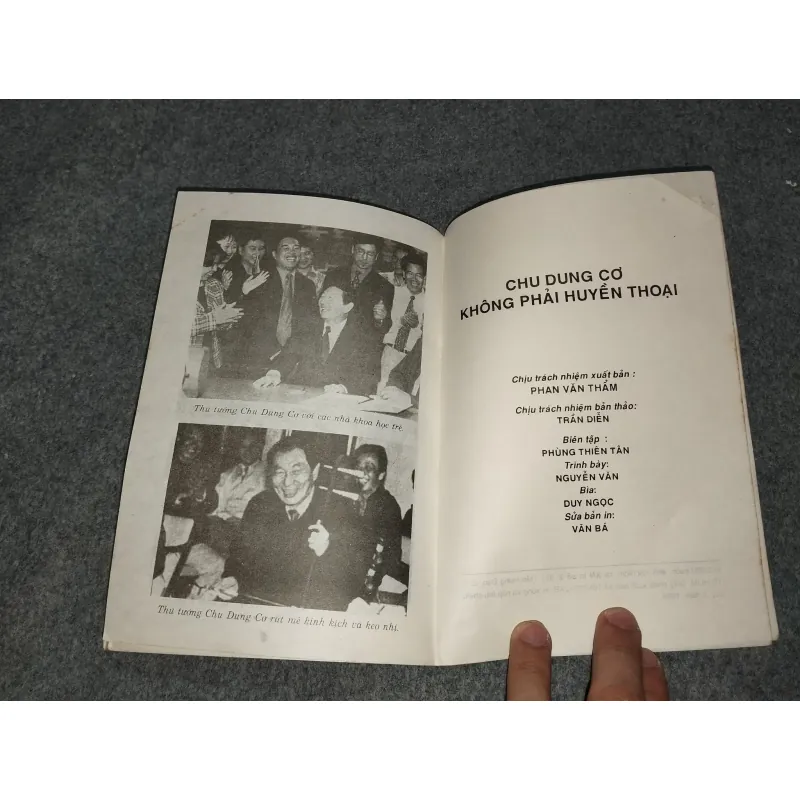 Thủ tướng Chu Dung Cơ với các nhà khoa học trẻ.
Thủ tướng Chu Dung Cơ rất mê kinh kịch và kéo nhị.
CHU DUNG CƠ
KHÔNG PHẢI HUYỀN THOẠI
Chịu trách nhiệm xuất bản :
PHAN VĂN THẨM
Chịu trách nhiệm bản thảo:
TRẦN DIỄN
Biên tập :
PHÙNG THIÊN TÂN
Trình bày:
NGUYỄN VÂN
Bìa:
DUY NGỌC
Sửa bản in:
VĂN BÁ